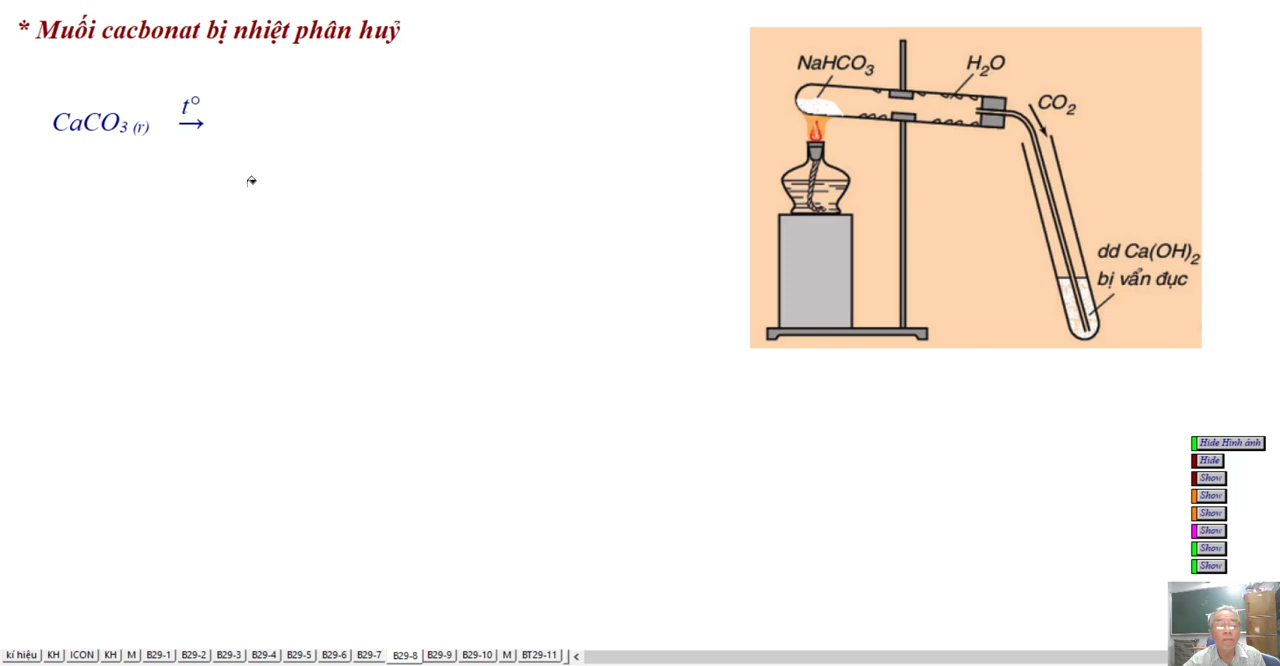 * Muối cacbonat bị nhiệt phân huỷ
CaCO₃ (r) t° →
NaHCO₃
H₂O
CO₂
dd Ca(OH)₂
bị vẩn đục
Hide Hình ảnh
Hide
Show
Show
Show
Show
Show
Show
kí hiệu | KH | ICON | KH | M | B29-1 | B29-2 | B29-3 | B29-4 | B29-5 | B29-6 | B29-7 | B29-8 | B29-9 | B29-10 | M | BT29-11